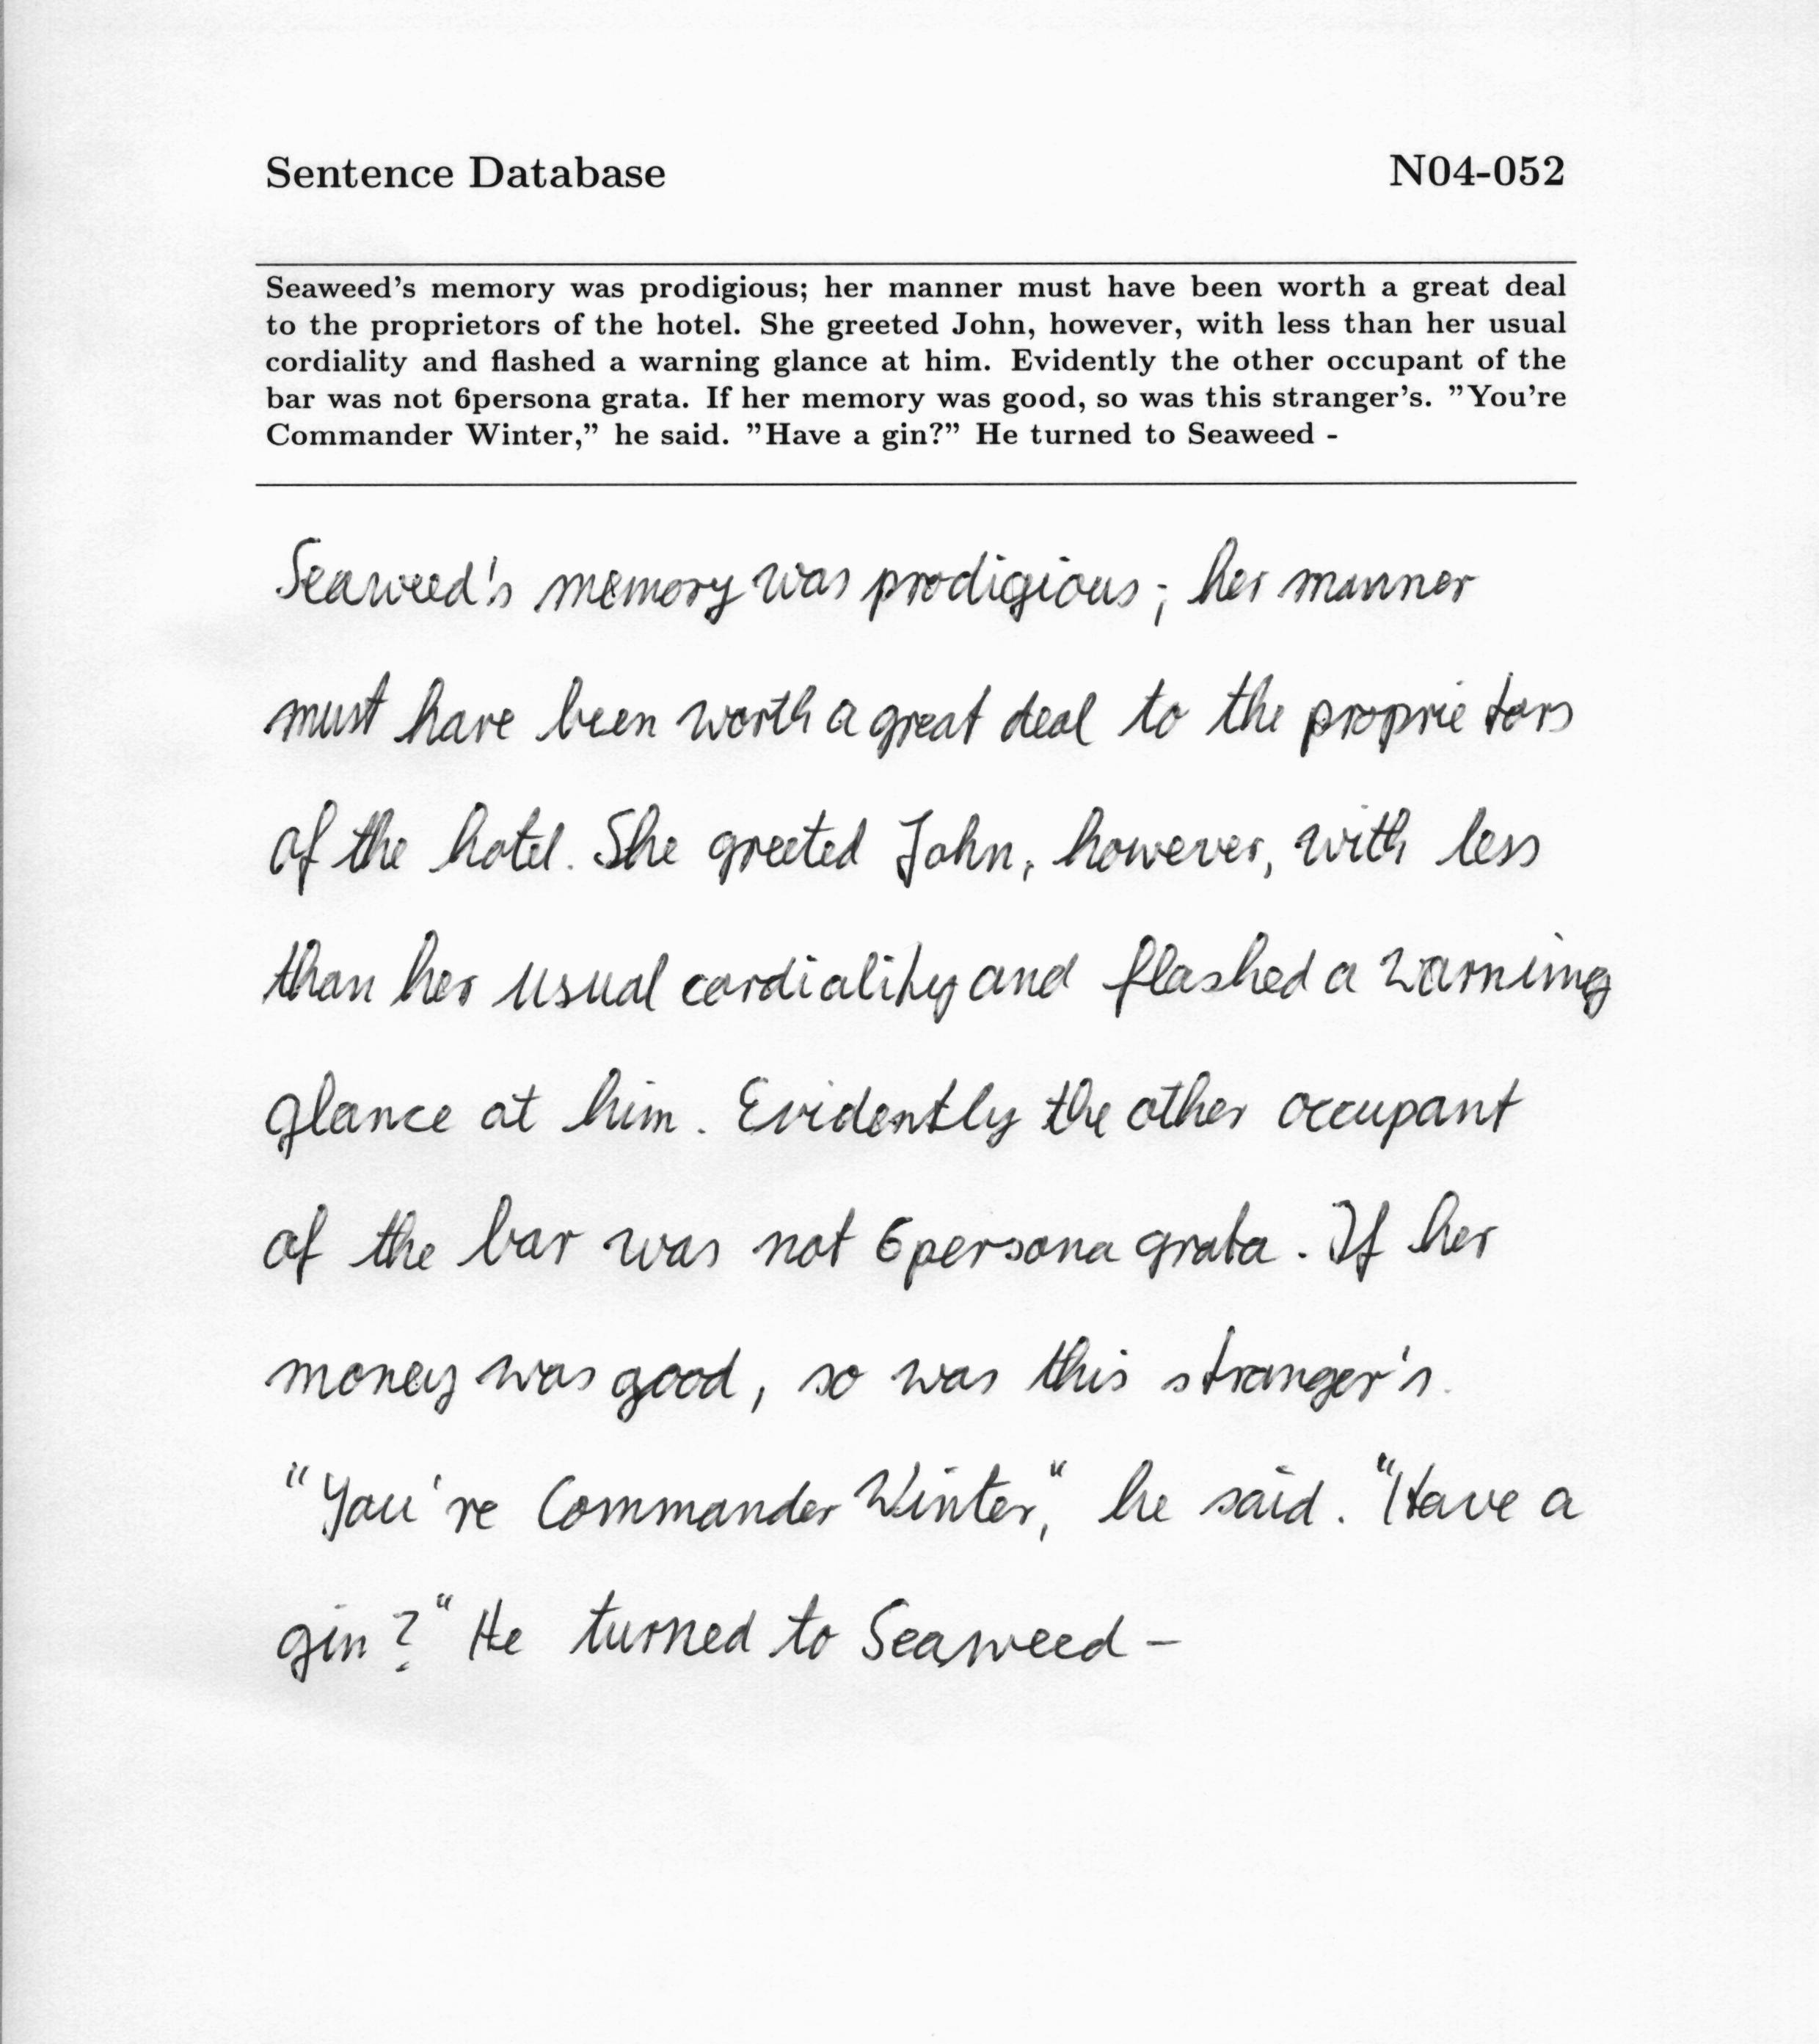 Sentence Database N04-052
Seaweed's memory was prodigious; her manner must have been worth a great deal
to the proprietors of the hotel. She greeted John, however, with less than her usual
cordiality and flashed a warning glance at him. Evidently the other occupant of the
bar was not 6persona grata. If her memory was good, so was this stranger's. "You're
Commander Winter," he said. "Have a gin?" He turned to Seaweed -
Seaweed's memory was prodigious; her manner
must have been worth a great deal to the proprietors
of the hotel. She greeted John, however, with less
than her usual cordiality and flashed a warning
glance at him. Evidently the other occupant
of the bar was not 6persona grata. If her
money was good, so was this stranger's.
"You're Commander Winter," he said. "Have a
gin?" He turned to Seaweed -